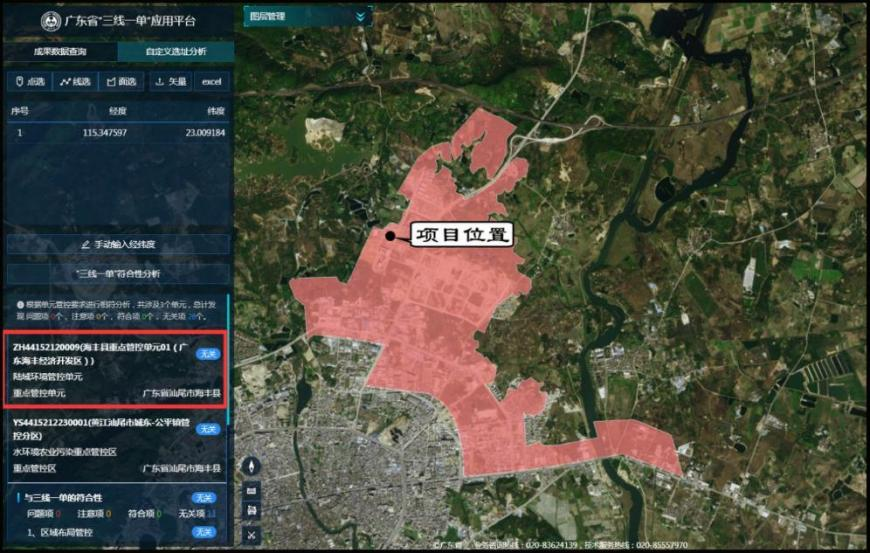 广东省"三线一单"应用平台
成果数据查询 自定义选址分析
点选 线选 面选 矢量 excel
序号 经度 纬度
1 115.347597 23.009184
手动输入经纬度
"三线一单"符合性分析
根据单元管控要求进行相符分析，共涉及3个单元，总计发
现 问题项0个，注意项0个，符合项0个，无关项28个。
ZH44152120009(海丰县重点管控单元01（广
东海丰经济开发区））
无关
陆域环境管控单元
重点管控单元 广东省汕尾市海丰县
YS4415212230001(黄江汕尾市城东-公平镇管
控分区)
无关
水环境农业污染重点管控区
重点管控区 广东省汕尾市海丰县
与三线一单的符合性 无关
问题项 0 注意项 0 符合项 0 无关项 11
1、区域布局管控 无关
图层管理
项目位置
©广东省 业务咨询热线：020-83624139，技术服务热线：020-85557970